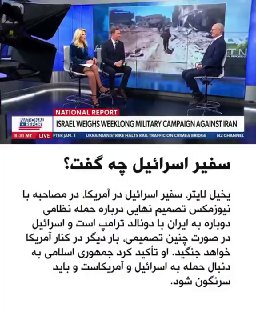 NATIONAL REPORT
ISRAEL WEIGHS WEEKLONG MILITARY CAMPAIGN AGAINST IRAN
LIVE
سفیر اسرائیل چه گفت؟
یخیل لایتر، سفیر اسرائیل در آمریکا، در مصاحبه با
نیوزمکس تصمیم نهایی درباره حمله نظامی
دوباره به ایران با دونالد ترامپ است و اسرائیل
در صورت چنین تصمیمی، بار دیگر در کنار آمریکا
خواهد جنگید. او تأکید کرد جمهوری اسلامی به
دنبال حمله به اسرائیل و آمریکاست و باید
سرنگون شود.